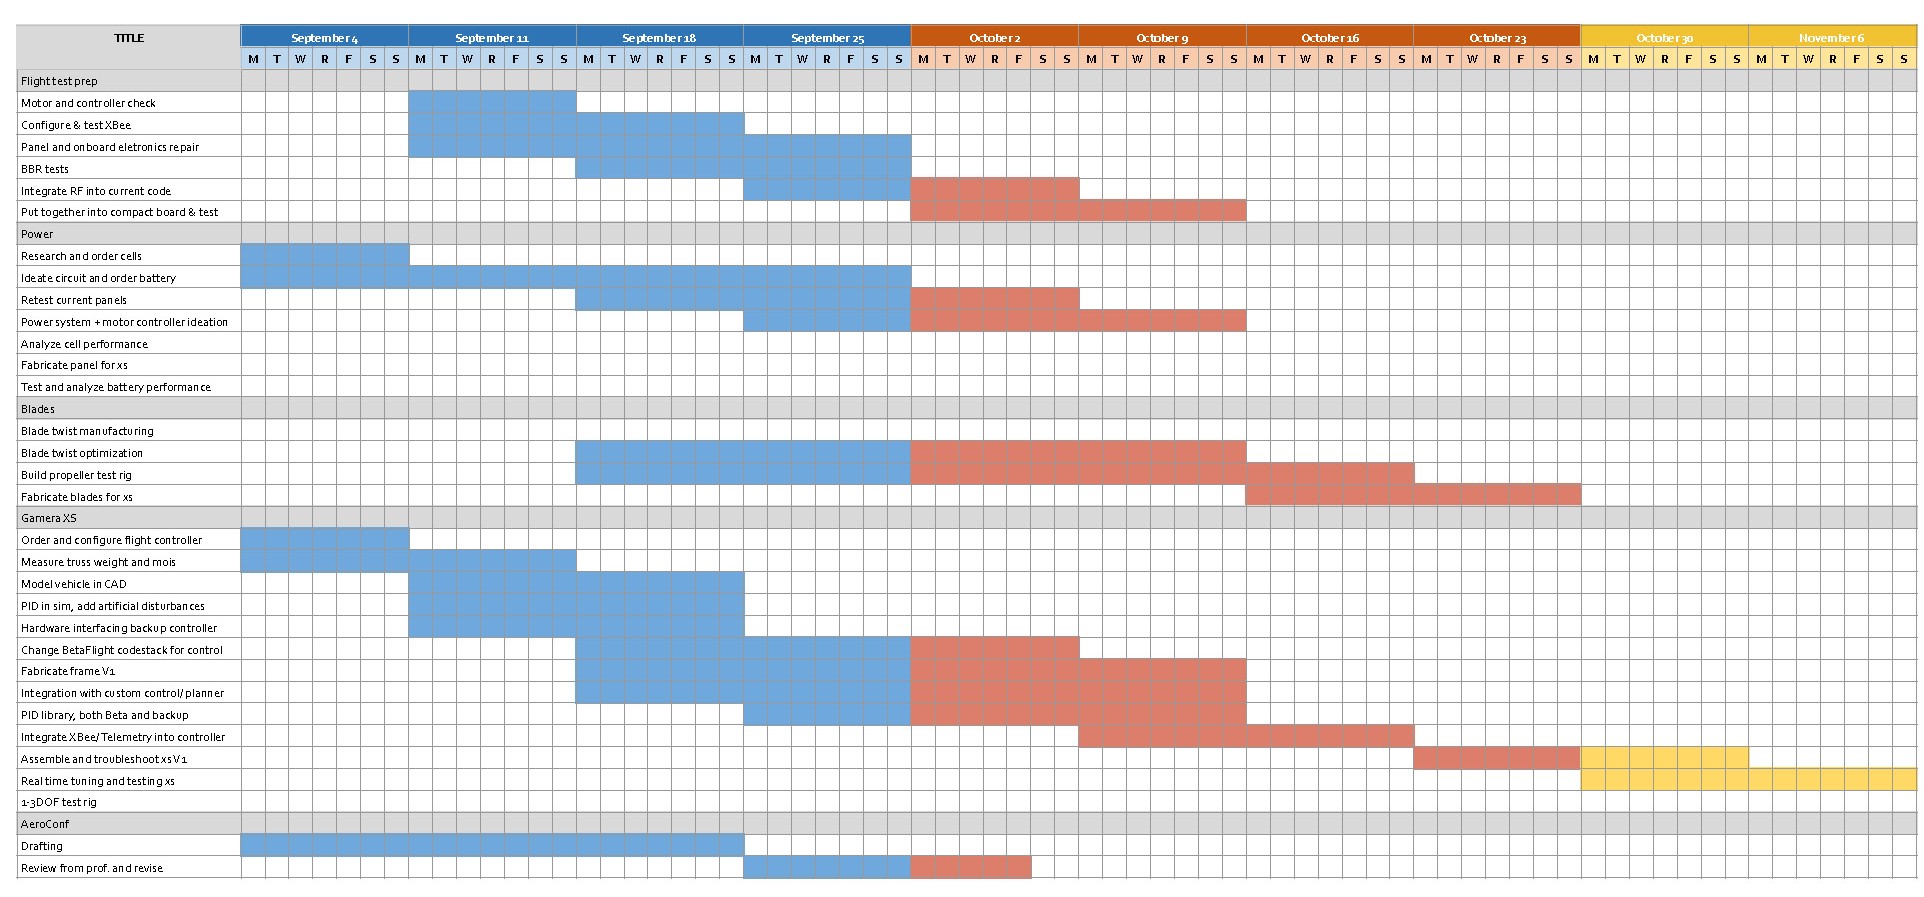 TITLE September 4 September 11 September 18 September 25 October 2 October 9 October 16 October 23 October 30 November 6
M T W R F S S M T W R F S S M T W R F S S M T W R F S S M T W R F S S M T W R F S S M T W R F S S M T W R F S S M T W R F S S M T W R F S S
Flight test prep
Motor and controller check
Configure & test XBee
Panel and onboard eletronics repair
BBR tests
Integrate RF into current code
Put together into compact board & test
Power
Research and order cells
Ideate circuit and order battery
Retest current panels
Power system + motor controller ideation
Analyze cell performance
Fabricate panel for xs
Test and analyze battery performance
Blades
Blade twist manufacturing
Blade twist optimization
Build propeller test rig
Fabricate blades for xs
Gamera XS
Order and configure flight controller
Measure truss weight and mois
Model vehicle in CAD
PID in sim, add artificial disturbances
Hardware interfacing backup controller
Change BetaFlight codestack for control
Fabricate frame V1
Integration with custom control/planner
PID library, both Beta and backup
Integrate XBee/Telemetry into controller
Assemble and troubleshoot xs V1
Real time tuning and testing xs
1-3DOF test rig
AeroConf
Drafting
Review from prof. and revise